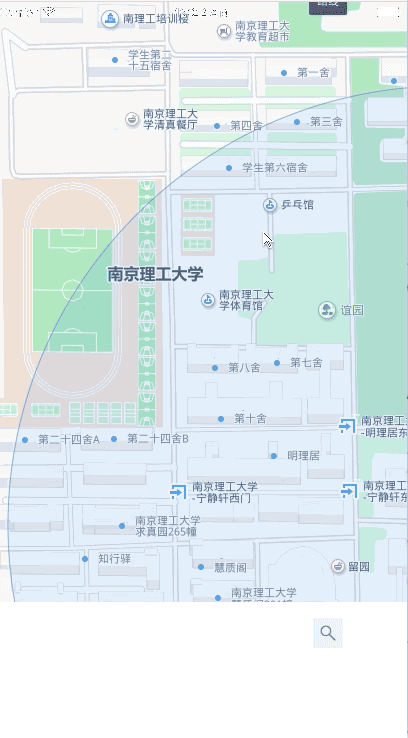 南理工培训楼
南京理工大
学教育超市
学生第二
十五宿舍
第一舍
南京理工大
学清真餐厅
第四舍
第三舍
学生第六宿舍
乒乓馆
南京理工大学
南京理工大
学体育馆
谊园
第八舍
第七舍
第十舍
南京理工
-明理居东
第二十四舍A
第二十四舍B
明理居
南京理工大学
-宁静轩西门
南京理工
-宁静轩东
南京理工大学
求真园265幢
知行驿
慧质阁
留园
南京理工大学